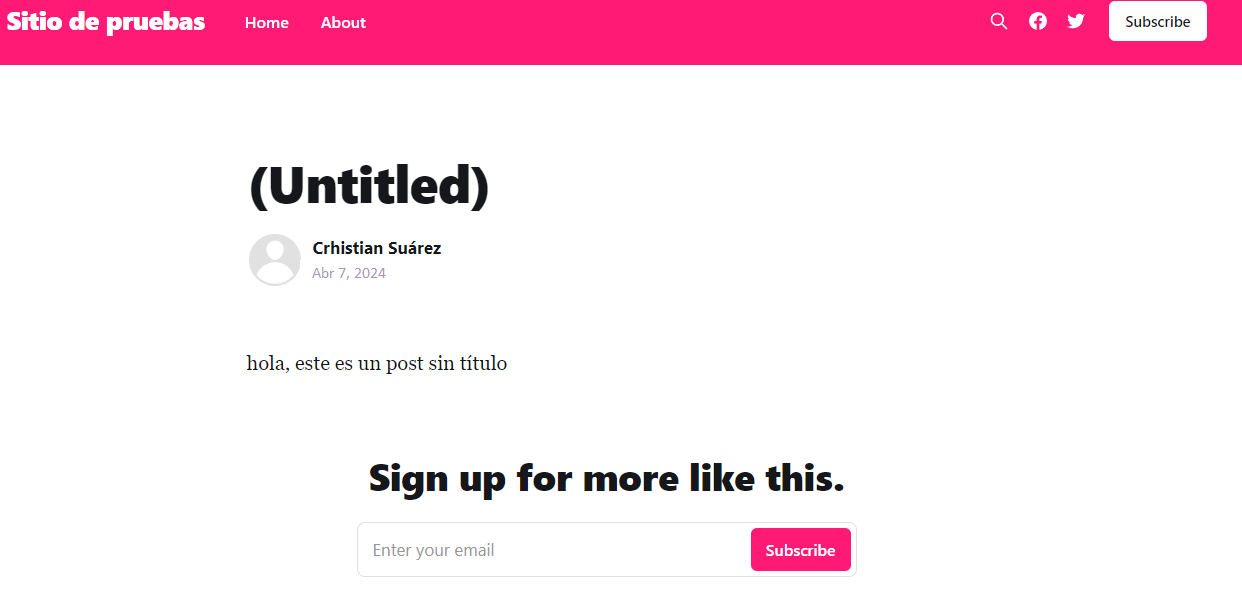 Sitio de pruebas Home About Subscribe
(Untitled)
Crhistian Suárez
Abr 7, 2024
hola, este es un post sin título
Sign up for more like this.
Enter your email Subscribe